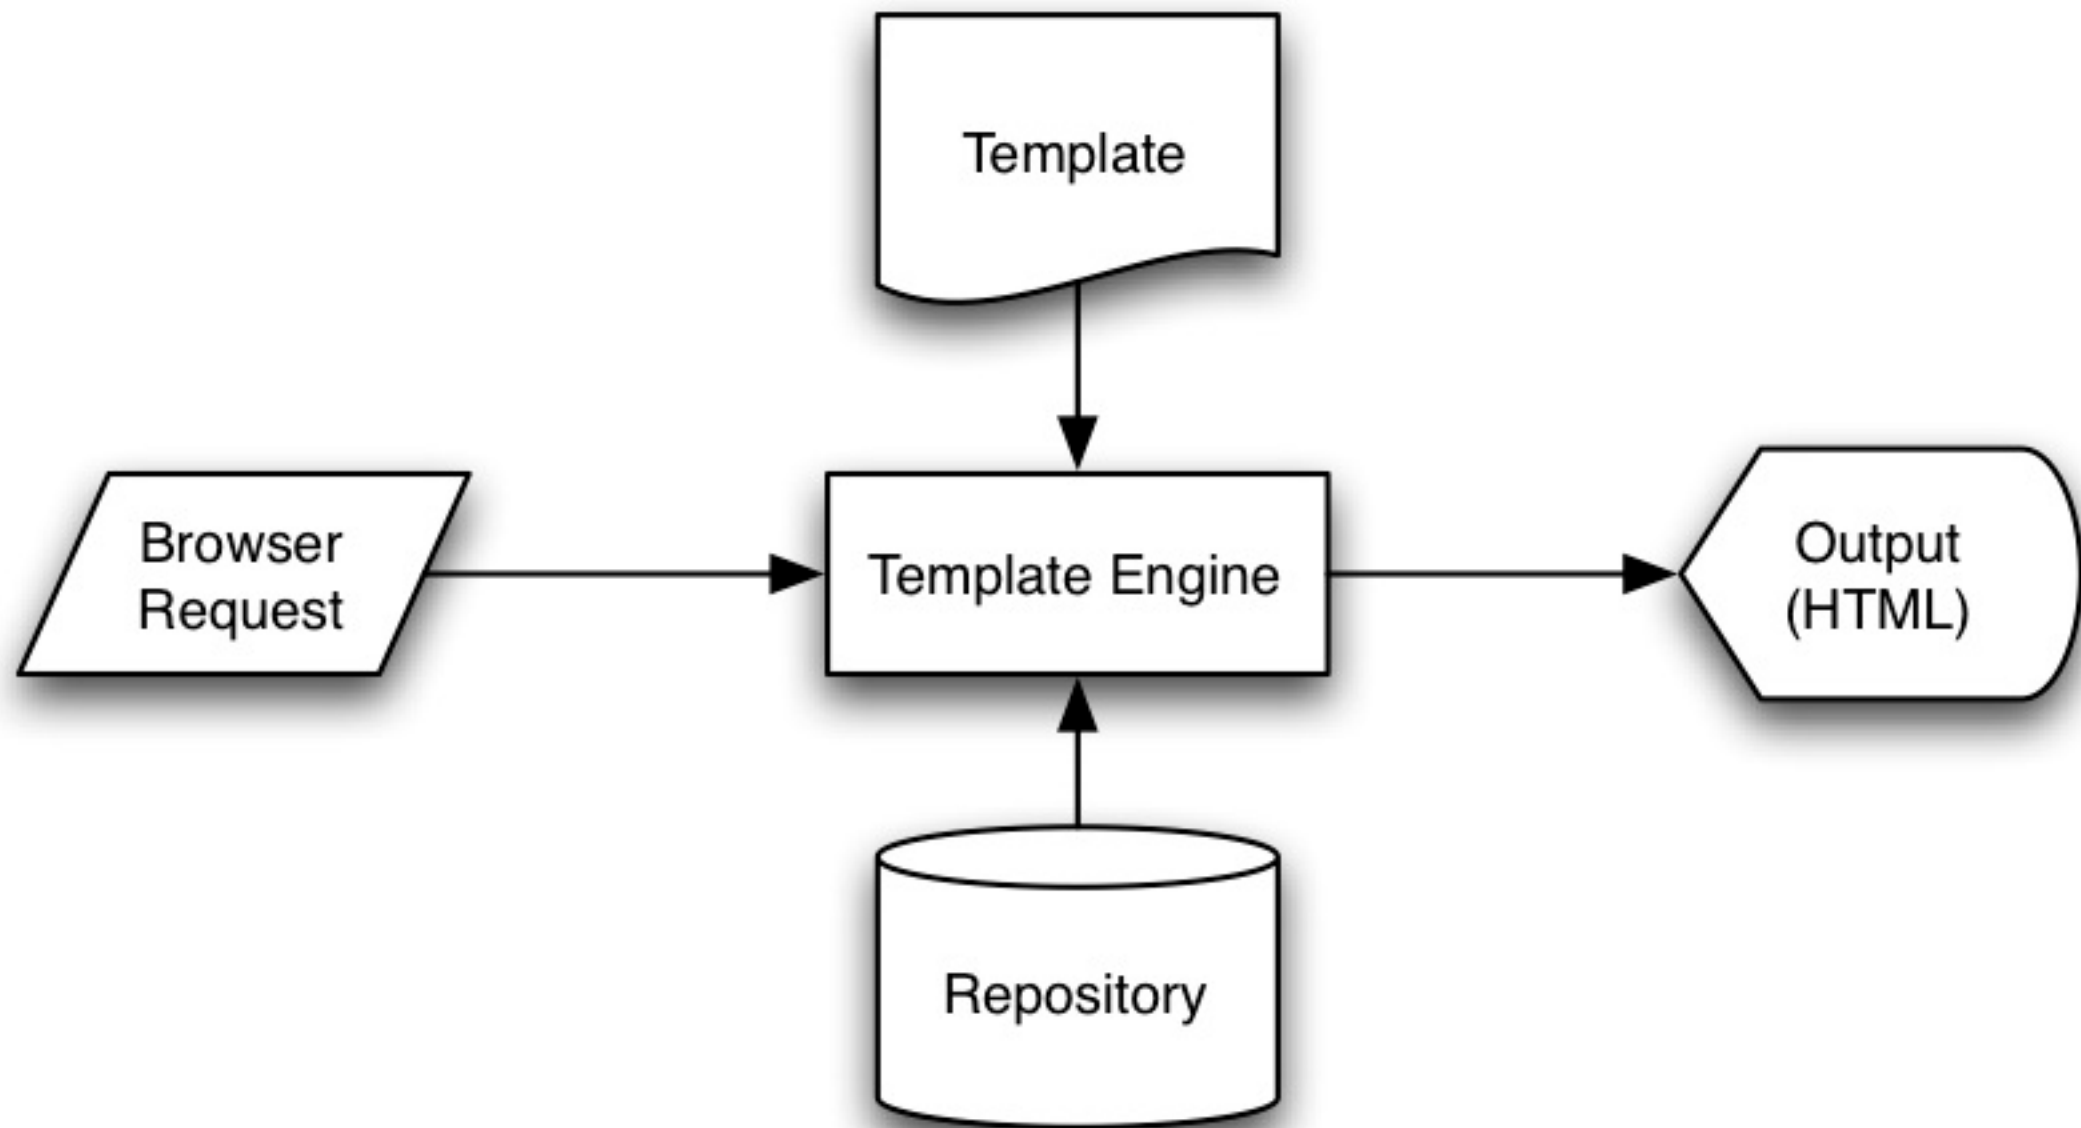 Template
Browser
Request
Template Engine
Output
(HTML)
Repository